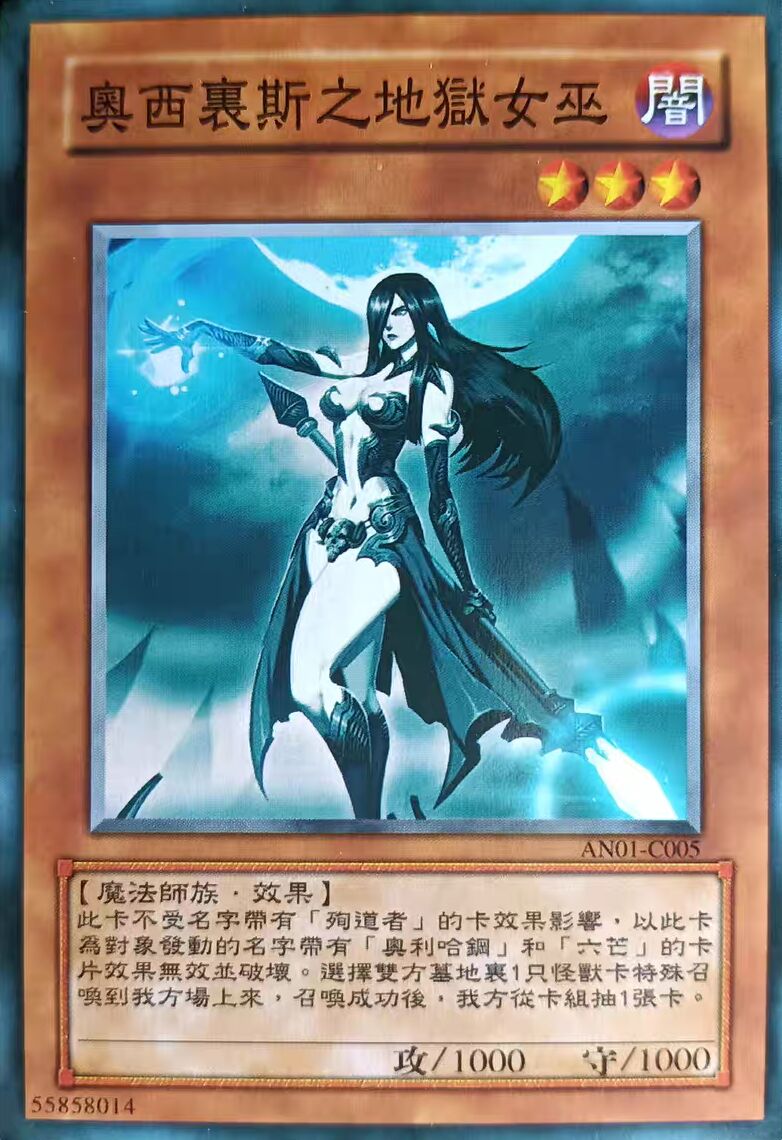 奧西裏斯之地獄女巫
闇
AN01-C005
【魔法師族·效果】
此卡不受名字帶有「殉道者」的卡效果影響，以此卡
為對象發動的名字帶有「奧利哈鋼」和「六芒」的卡
片效果無效並破壞。選擇雙方墓地裏1只怪獸卡特殊召
喚到我方場上來，召喚成功後，我方從卡組抽1張卡。
攻/1000 守/1000
55858014